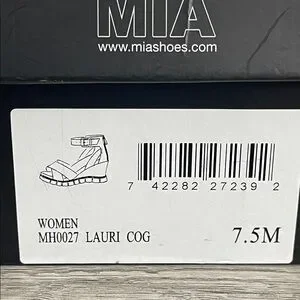 MIA
www.miashoes.com
7 42282 27239 2
WOMEN
MH0027 LAURI COG 7.5M